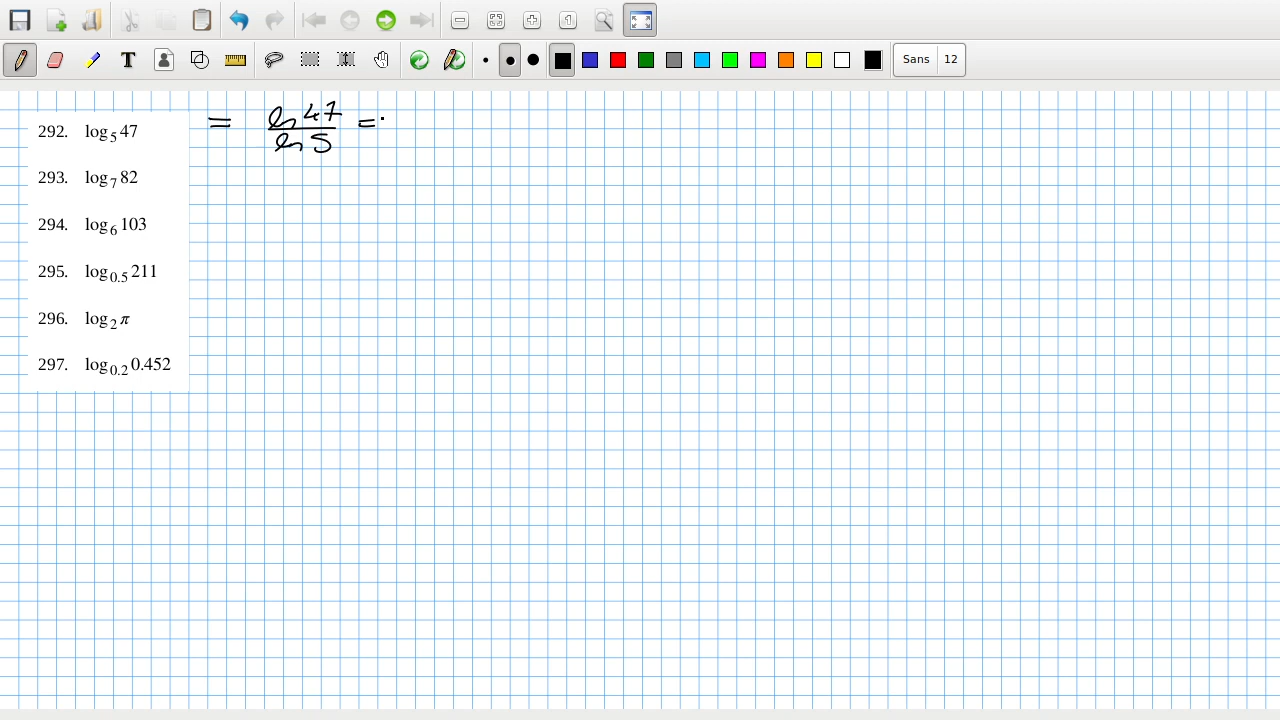 Sans 12
292. log₅ 47 = ln 47 / ln 5 =
293. log₇ 82
294. log₆ 103
295. log₀.₅ 211
296. log₂ π
297. log₀.₂ 0.452